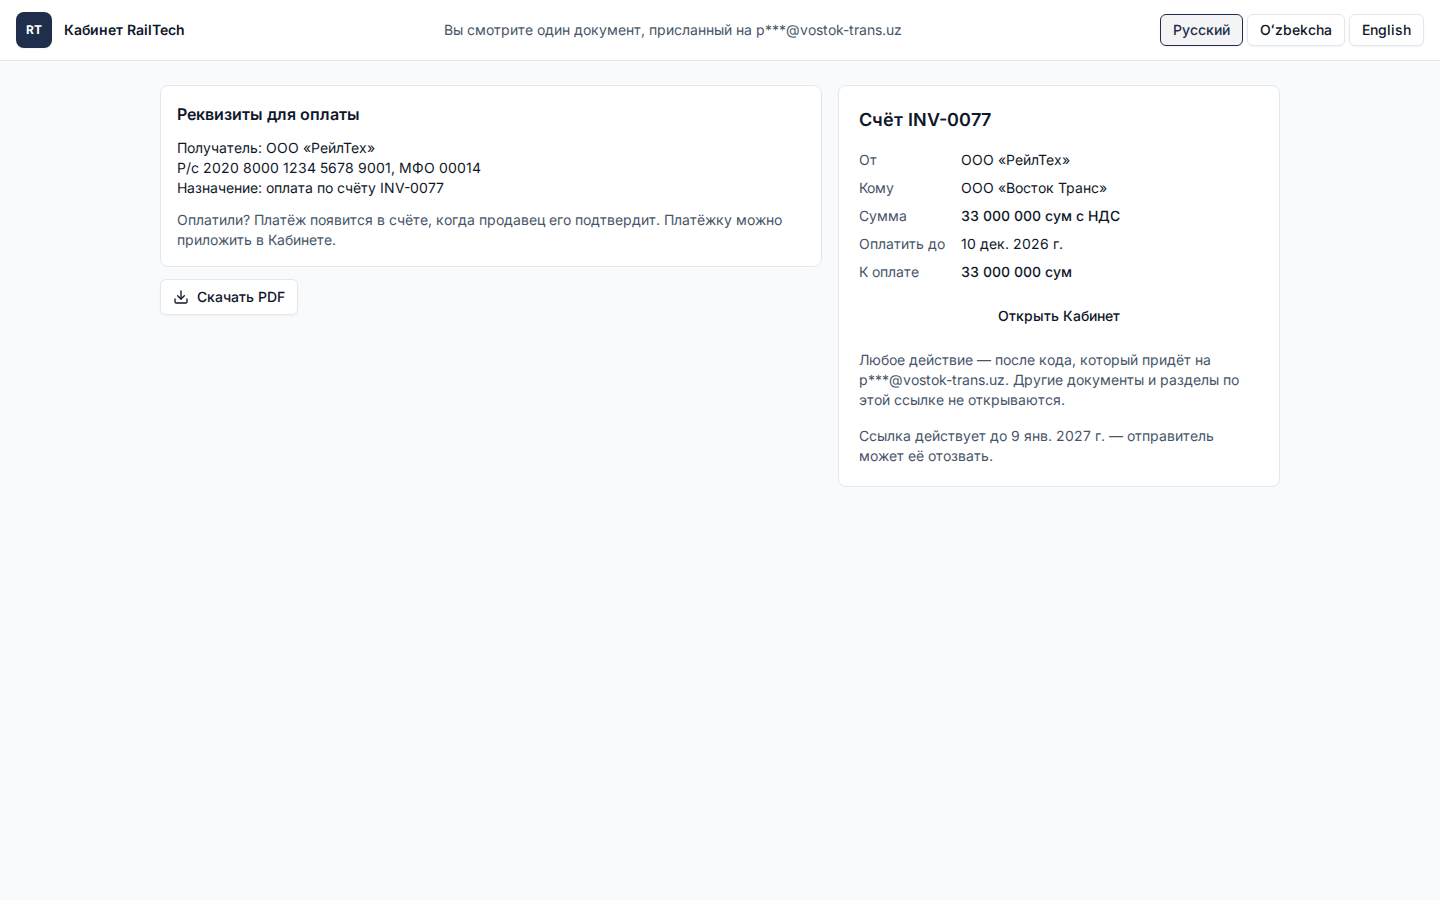 RT
Кабинет RailTech
Вы смотрите один документ, присланный на p***@vostok-trans.uz
Русский
Oʻzbekcha
English
Реквизиты для оплаты
Получатель: ООО «РейлТех»
Р/с 2020 8000 1234 5678 9001, МФО 00014
Назначение: оплата по счёту INV-0077
Оплатили? Платёж появится в счёте, когда продавец его подтвердит. Платёжку можно
приложить в Кабинете.
Скачать PDF
Счёт INV-0077
От ООО «РейлТех»
Кому ООО «Восток Транс»
Сумма 33 000 000 сум с НДС
Оплатить до 10 дек. 2026 г.
К оплате 33 000 000 сум
Открыть Кабинет
Любое действие — после кода, который придёт на
p***@vostok-trans.uz. Другие документы и разделы по
этой ссылке не открываются.
Ссылка действует до 9 янв. 2027 г. — отправитель
может её отозвать.